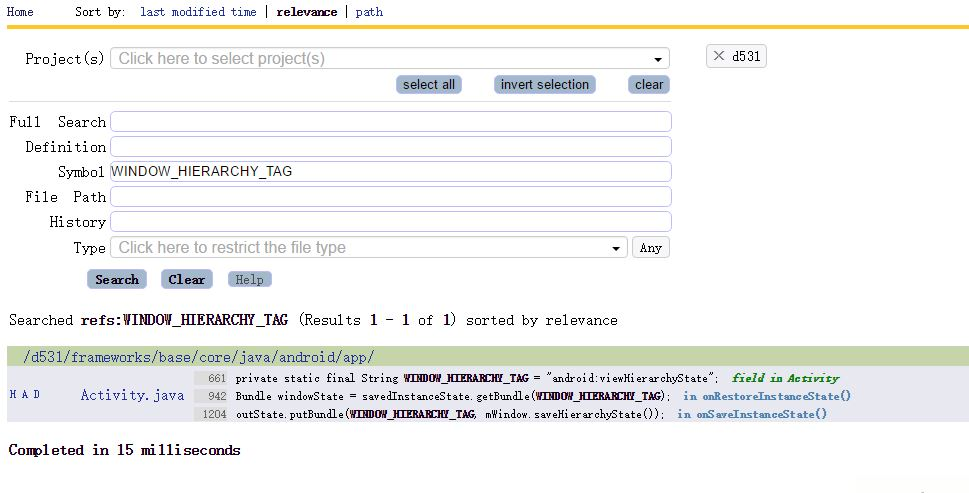 Home Sort by: last modified time | relevance | path
Project(s) Click here to select project(s) d531
select all invert selection clear
Full Search
Definition
Symbol WINDOW_HIERARCHY_TAG
File Path
History
Type Click here to restrict the file type Any
Search Clear Help
Searched refs:WINDOW_HIERARCHY_TAG (Results 1 - 1 of 1) sorted by relevance
/d531/frameworks/base/core/java/android/app/
H A D Activity.java 661 private static final String WINDOW_HIERARCHY_TAG = "android:viewHierarchyState"; field in Activity
942 Bundle windowState = savedInstanceState.getBundle(WINDOW_HIERARCHY_TAG); in onRestoreInstanceState()
1204 outState.putBundle(WINDOW_HIERARCHY_TAG, mWindow.saveHierarchyState()); in onSaveInstanceState()
Completed in 15 milliseconds